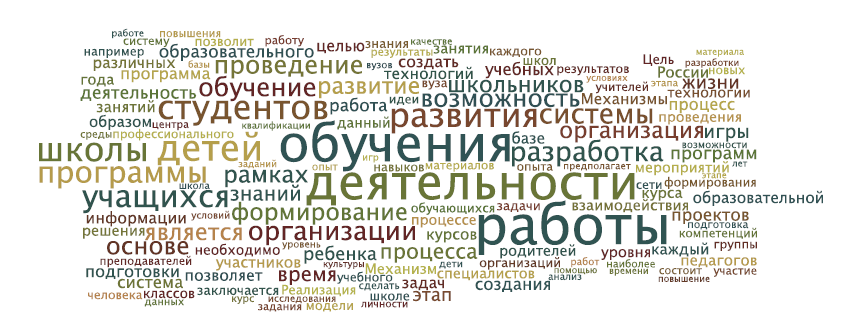 работе повышения
систему позволит работу качестве
например образовательного целью знания занятия каждого Цель материала
различных проведение результаты базы вузов создать школ разработки
программа технологий учебных результатов России новых
года обучение развитие вуза школьников условиях учителей этапа жизни
деятельность студентов работа идеи возможность Механизмы технологии
занятий развития системы процесс
образом центра квалификации данный организация проведения
среды профессионального обучения базе игры возможности
школы детей заданий опыт игр навыков материалов опыта разработка предполагает программ лет
программы школа рамках деятельности мероприятий этапе
учащихся знаний сети формирования
информации условий формирование обучающихся задачи взаимодействия курса образовательной
решения является организации процессе работы проектов подготовка
основе необходимо уровень ребенка процесса курсов родителей уровня каждый компетенций группы
преподавателей участников культуры Механизм дети организаций работ наиболее педагогов
подготовки позволяет время учебного специалистов анализ помощью времени состоит участие
система заключается Реализация сделать задач создания повышение
человека классов курс исследования модели школе этап
данных задания личности